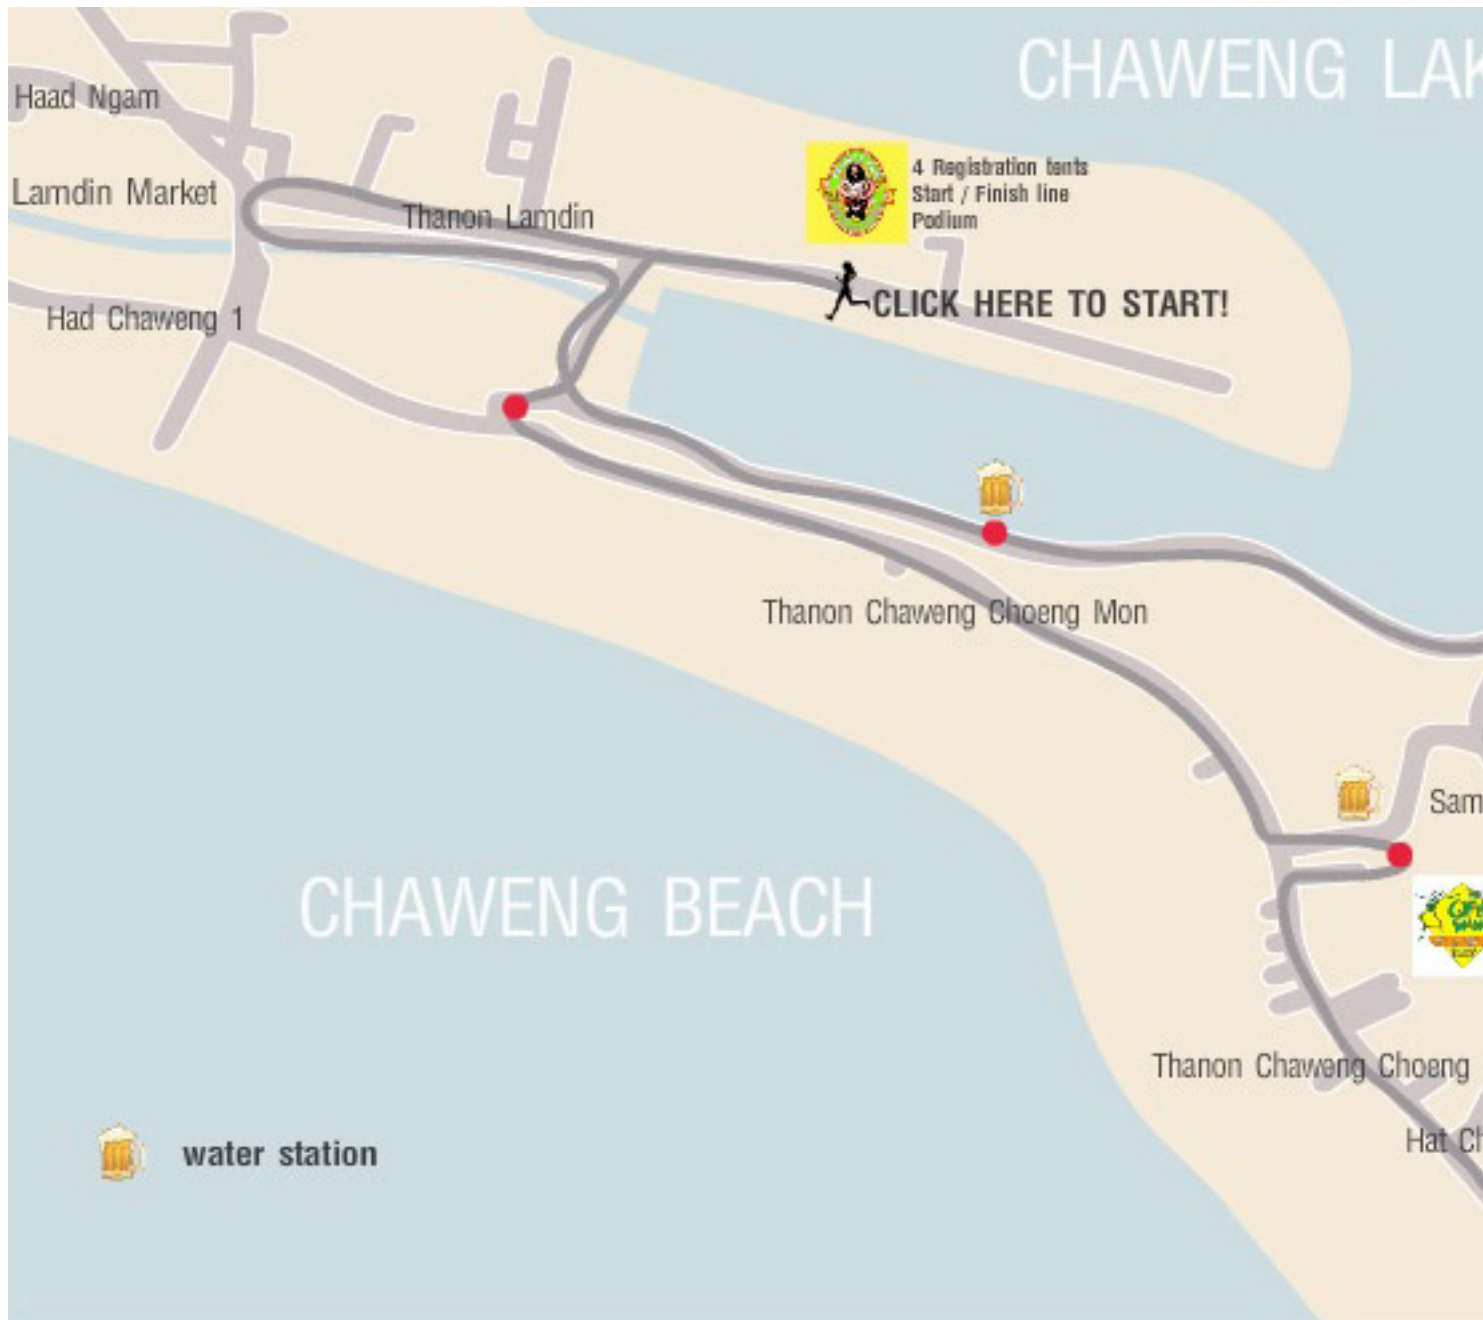 CHAWENG LAK
Haad Ngam
4 Registration tents
Start / Finish line
Podium
Lamdin Market
Thanon Lamdin
CLICK HERE TO START!
Had Chaweng 1
Thanon Chaweng Choeng Mon
Sam
CHAWENG BEACH
Thanon Chaweng Choeng
Hat Ch
water station